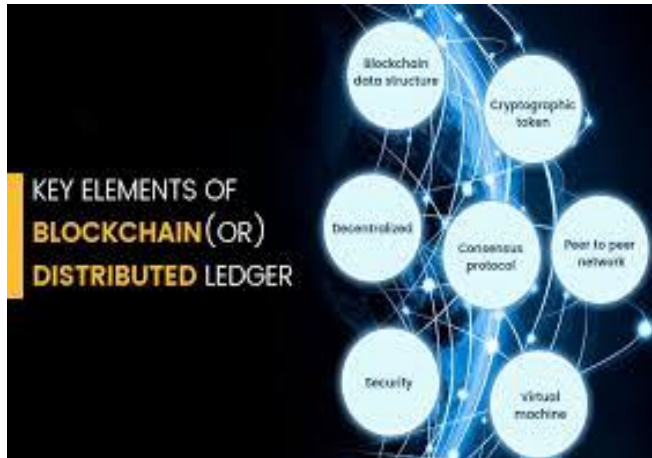 KEY ELEMENTS OF
BLOCKCHAIN (OR)
DISTRIBUTED LEDGER
Blockchain
data structure
Cryptographic
token
Decentralized
Consensus
protocol
Peer to peer
network
Security
Virtual
machine